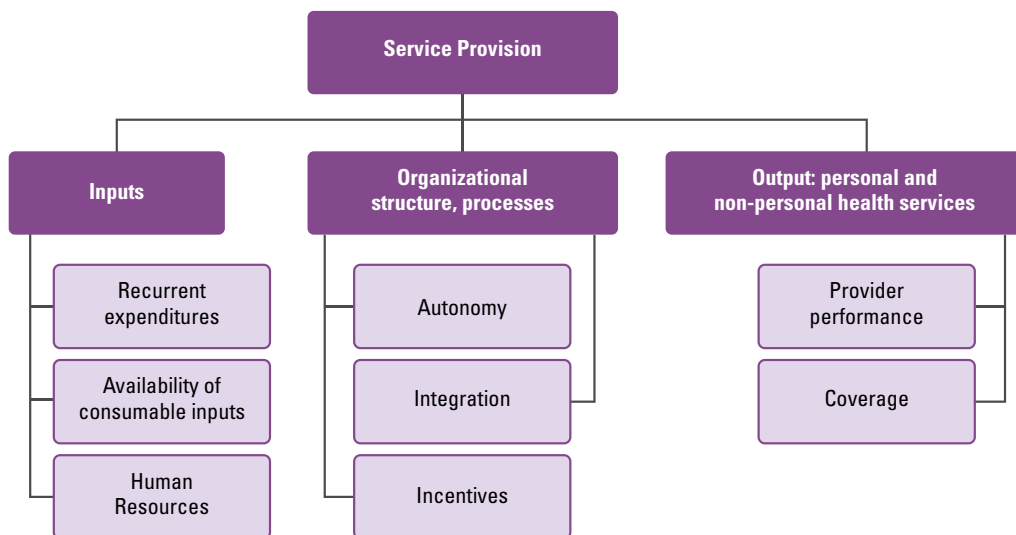 Service Provision
Inputs
Organizational
structure, processes
Output: personal and
non-personal health services
Recurrent
expenditures
Autonomy
Provider
performance
Availability of
consumable inputs
Integration
Coverage
Human
Resources
Incentives